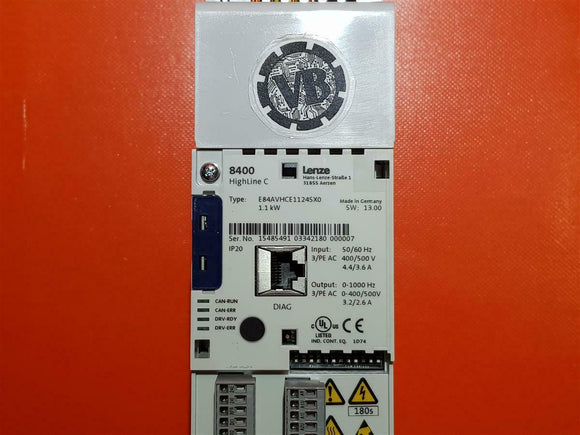 VB
8400
HighLine C
Lenze
Hans-Lenze-Straße 1
31855 Aerzen
Type: E84AVHCE1124SX0
1.1 kW
Made in Germany
SW: 13.00
Ser. No. 15485491 03342180 000007
IP20
Input: 50/60 Hz
3/PE AC 400/500 V
4.4/3.6 A
Output: 0-1000 Hz
3/PE AC 0-400/500V
3.2/2.6 A
DIAG
CAN-RUN
CAN-ERR
DRV-RDY
DRV-ERR
C UL US
LISTED
IND. CONT. EQ. 1D74
CE
180s